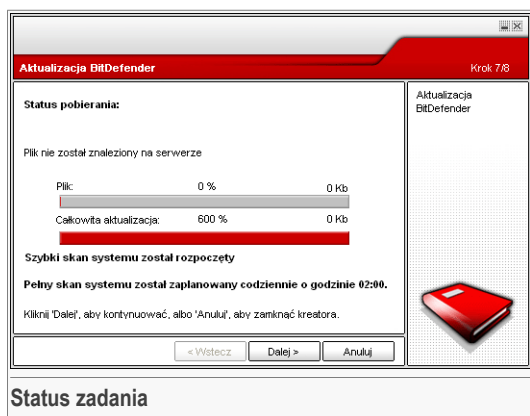 Aktualizacja BitDefender
Krok 7/8
Status pobierania:
Plik nie został znaleziony na serwerze
Plik: 0 % 0 Kb
Całkowita aktualizacja: 600 % 0 Kb
Szybki skan systemu został rozpoczęty
Pełny skan systemu został zaplanowany codziennie o godzinie 02:00.
Kliknij 'Dalej', aby kontynuować, albo 'Anuluj', aby zamknąć kreatora.
Aktualizacja
BitDefender
< Wstecz Dalej > Anuluj
Status zadania